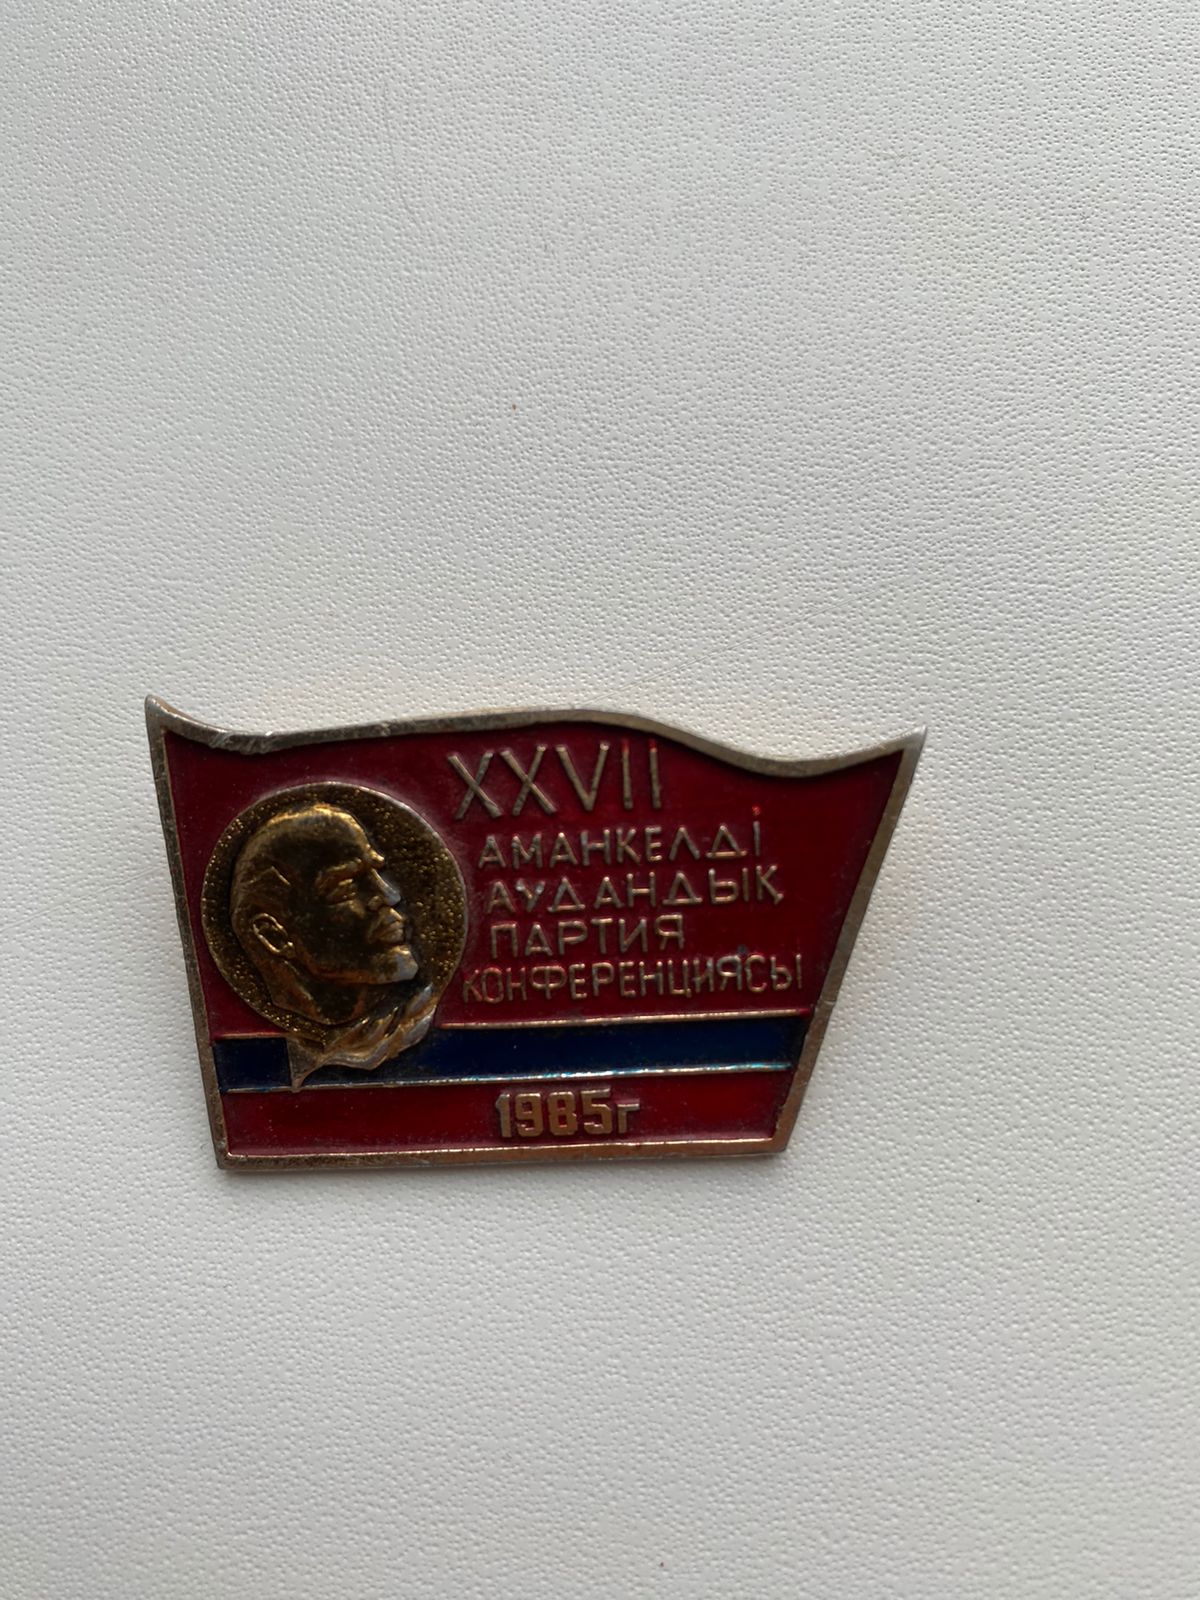 XXVII
АМАНКЕЛДІ
АУДАНДЫҚ
ПАРТИЯ
КОНФЕРЕНЦИЯСЫ
1985г